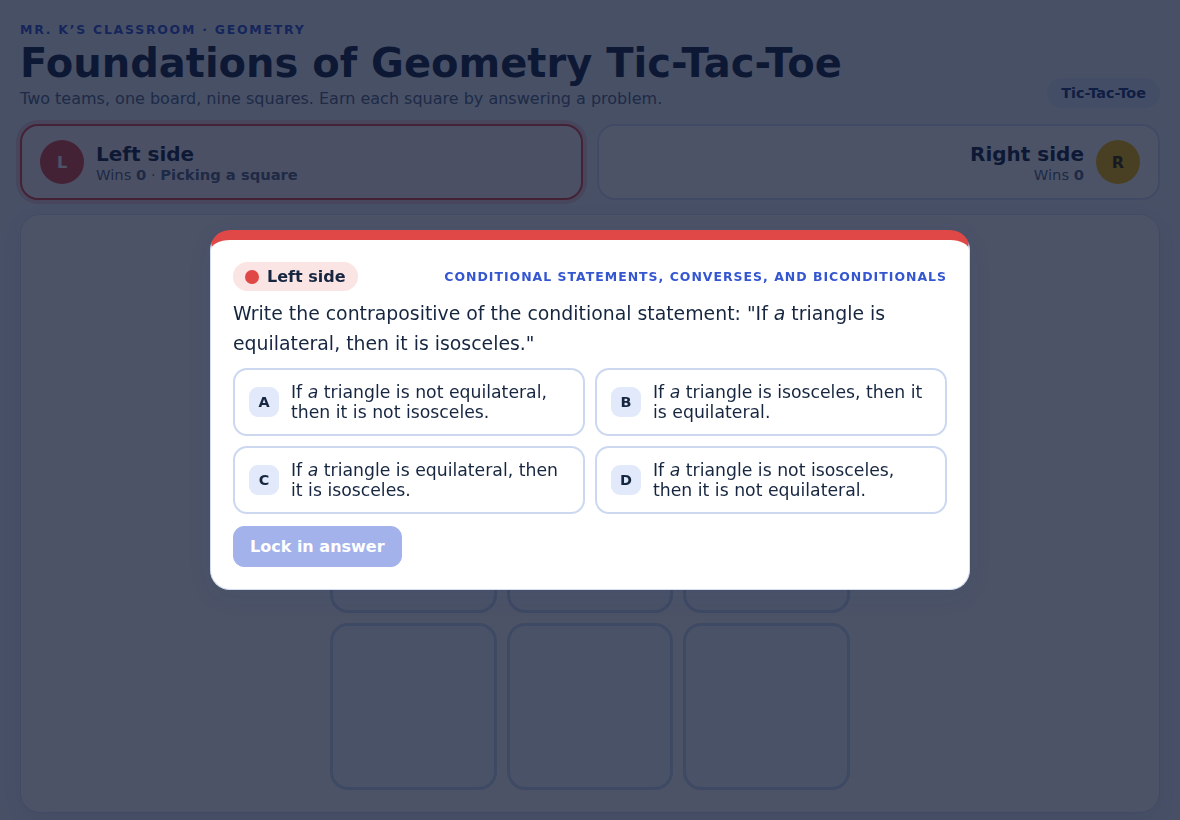 MR. K’S CLASSROOM · GEOMETRY
Foundations of Geometry Tic-Tac-Toe
Two teams, one board, nine squares. Earn each square by answering a problem.
Tic-Tac-Toe
L
Left side
Wins 0 · Picking a square
Right side
Wins 0
R
Left side
CONDITIONAL STATEMENTS, CONVERSES, AND BICONDITIONALS
Write the contrapositive of the conditional statement: "If a triangle is
equilateral, then it is isosceles."
A
If a triangle is not equilateral,
then it is not isosceles.
B
If a triangle is isosceles, then it
is equilateral.
C
If a triangle is equilateral, then
it is isosceles.
D
If a triangle is not isosceles,
then it is not equilateral.
Lock in answer